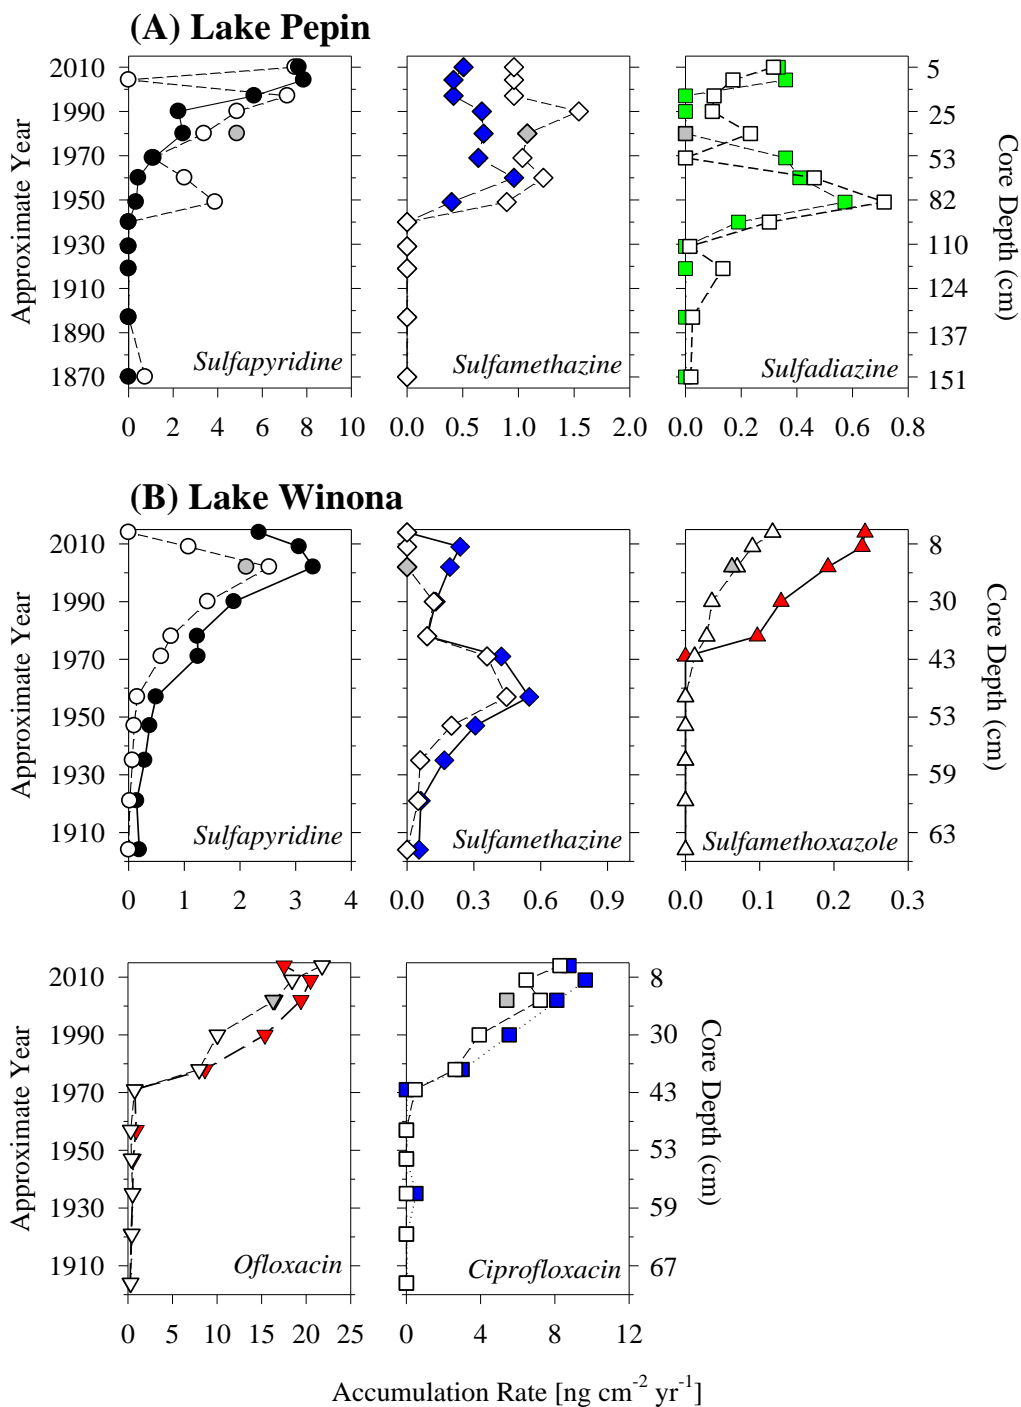 (A) Lake Pepin
2010
1990
1970
1950
1930
1910
1890
1870
Approximate Year
Sulfapyridine
0 2 4 6 8 10
Sulfamethazine
0.0 0.5 1.0 1.5 2.0
Sulfadiazine
0.0 0.2 0.4 0.6 0.8
5
25
53
82
110
124
137
151
Core Depth (cm)
(B) Lake Winona
2010
1990
1970
1950
1930
1910
Approximate Year
Sulfapyridine
0 1 2 3 4
Sulfamethazine
0.0 0.3 0.6 0.9
Sulfamethoxazole
0.0 0.1 0.2 0.3
8
30
43
53
59
63
Core Depth (cm)
2010
1990
1970
1950
1930
1910
Approximate Year
Ofloxacin
0 5 10 15 20 25
Ciprofloxacin
0 4 8 12
8
30
43
53
59
67
Core Depth (cm)
Accumulation Rate [ng cm-2 yr-1]